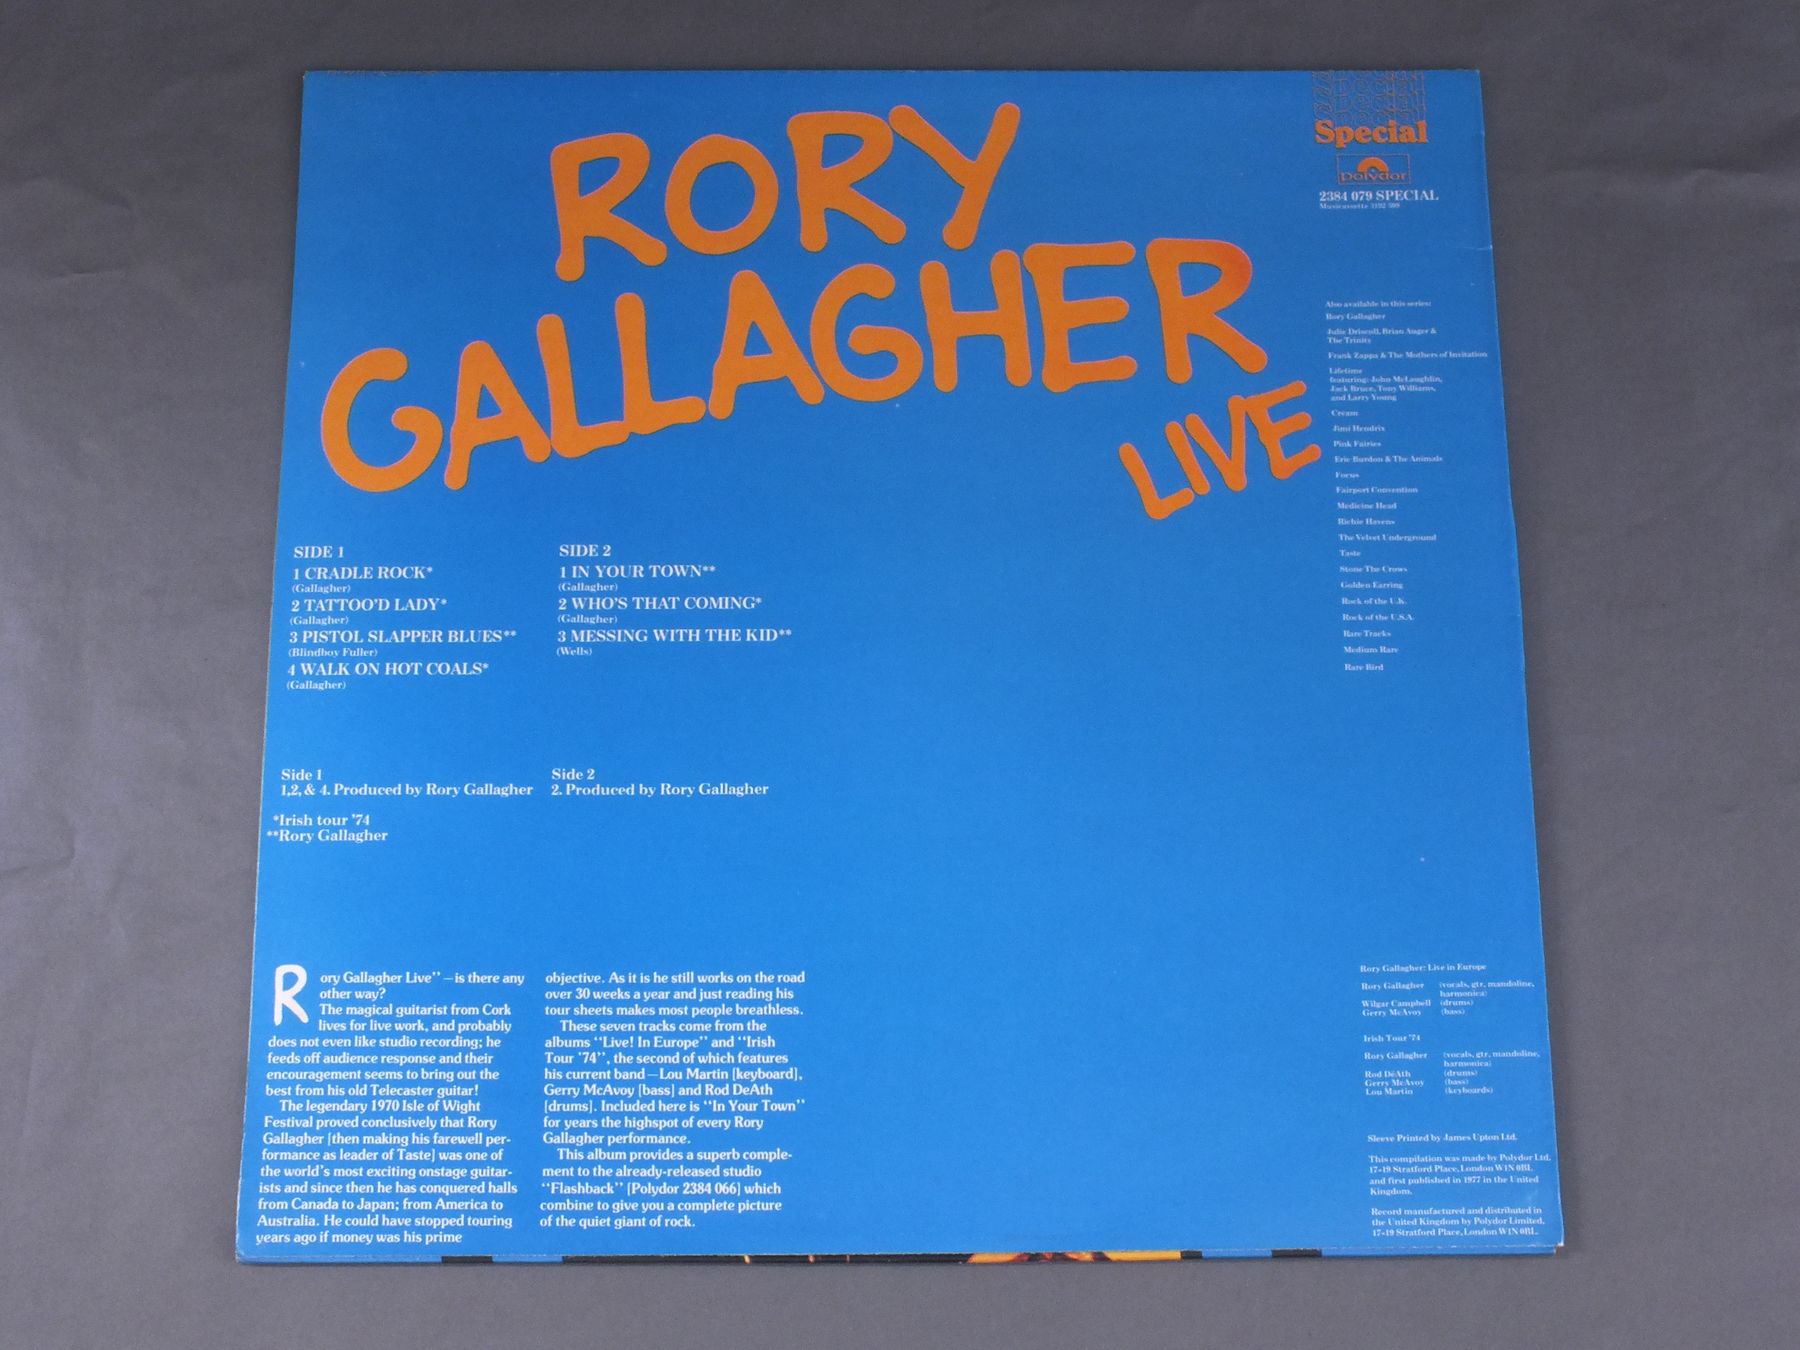 RORY
GALLAGHER
LIVE
Special
Polydor
2384 079 SPECIAL
Musicassette
Also available in this series:
Rory Gallagher
Julie Driscoll, Brian Auger &
The Trinity
Frank Zappa & The Mothers of Invitation
Lifetime
featuring: John McLaughlin,
Jack Bruce, Tony Williams,
and Larry Young
Cream
Jimi Hendrix
Pink Fairies
Eric Burdon & The Animals
Focus
Fairport Convention
Medicine Head
Richie Havens
The Velvet Underground
Taste
Stone The Crows
Golden Earring
Rock of the U.K.
Rock of the U.S.A.
Rare Tracks
Medium Rare
Rare Bird
SIDE 1
1 CRADLE ROCK*
(Gallagher)
2 TATTOO'D LADY*
(Gallagher)
3 PISTOL SLAPPER BLUES**
(Blindboy Fuller)
4 WALK ON HOT COALS*
(Gallagher)
SIDE 2
1 IN YOUR TOWN**
(Gallagher)
2 WHO'S THAT COMING*
(Gallagher)
3 MESSING WITH THE KID**
(Wells)
Side 1
1,2, & 4. Produced by Rory Gallagher
Side 2
2. Produced by Rory Gallagher
*Irish tour '74
**Rory Gallagher
Rory Gallagher Live" – is there any
other way?
The magical guitarist from Cork
lives for live work, and probably
does not even like studio recording; he
feeds off audience response and their
encouragement seems to bring out the
best from his old Telecaster guitar!
The legendary 1970 Isle of Wight
Festival proved conclusively that Rory
Gallagher [then making his farewell per-
formance as leader of Taste] was one of
the world's most exciting onstage guitar-
ists and since then he has conquered halls
from Canada to Japan; from America to
Australia. He could have stopped touring
years ago if money was his prime
objective. As it is he still works on the road
over 30 weeks a year and just reading his
tour sheets makes most people breathless.
These seven tracks come from the
albums "Live! In Europe" and "Irish
Tour '74", the second of which features
his current band – Lou Martin [keyboard],
Gerry McAvoy [bass] and Rod DeAth
[drums]. Included here is "In Your Town"
for years the highspot of every Rory
Gallagher performance.
This album provides a superb comple-
ment to the already-released studio
"Flashback" [Polydor 2384 066] which
combine to give you a complete picture
of the quiet giant of rock.
Rory Gallagher: Live in Europe
Rory Gallagher (vocals, gtr, mandoline,
harmonica)
Wilgar Campbell (drums)
Gerry McAvoy (bass)
Irish Tour '74
Rory Gallagher (vocals, gtr, mandoline,
harmonica)
Rod DeAth (drums)
Gerry McAvoy (bass)
Lou Martin (keyboards)
Sleeve Printed by James Upton Ltd.
This compilation was made by Polydor Ltd,
17-19 Stratford Place, London W1N 0BL
and first published in 1977 in the United
Kingdom.
Record manufactured and distributed in
the United Kingdom by Polydor Limited,
17-19 Stratford Place, London W1N 0BL.